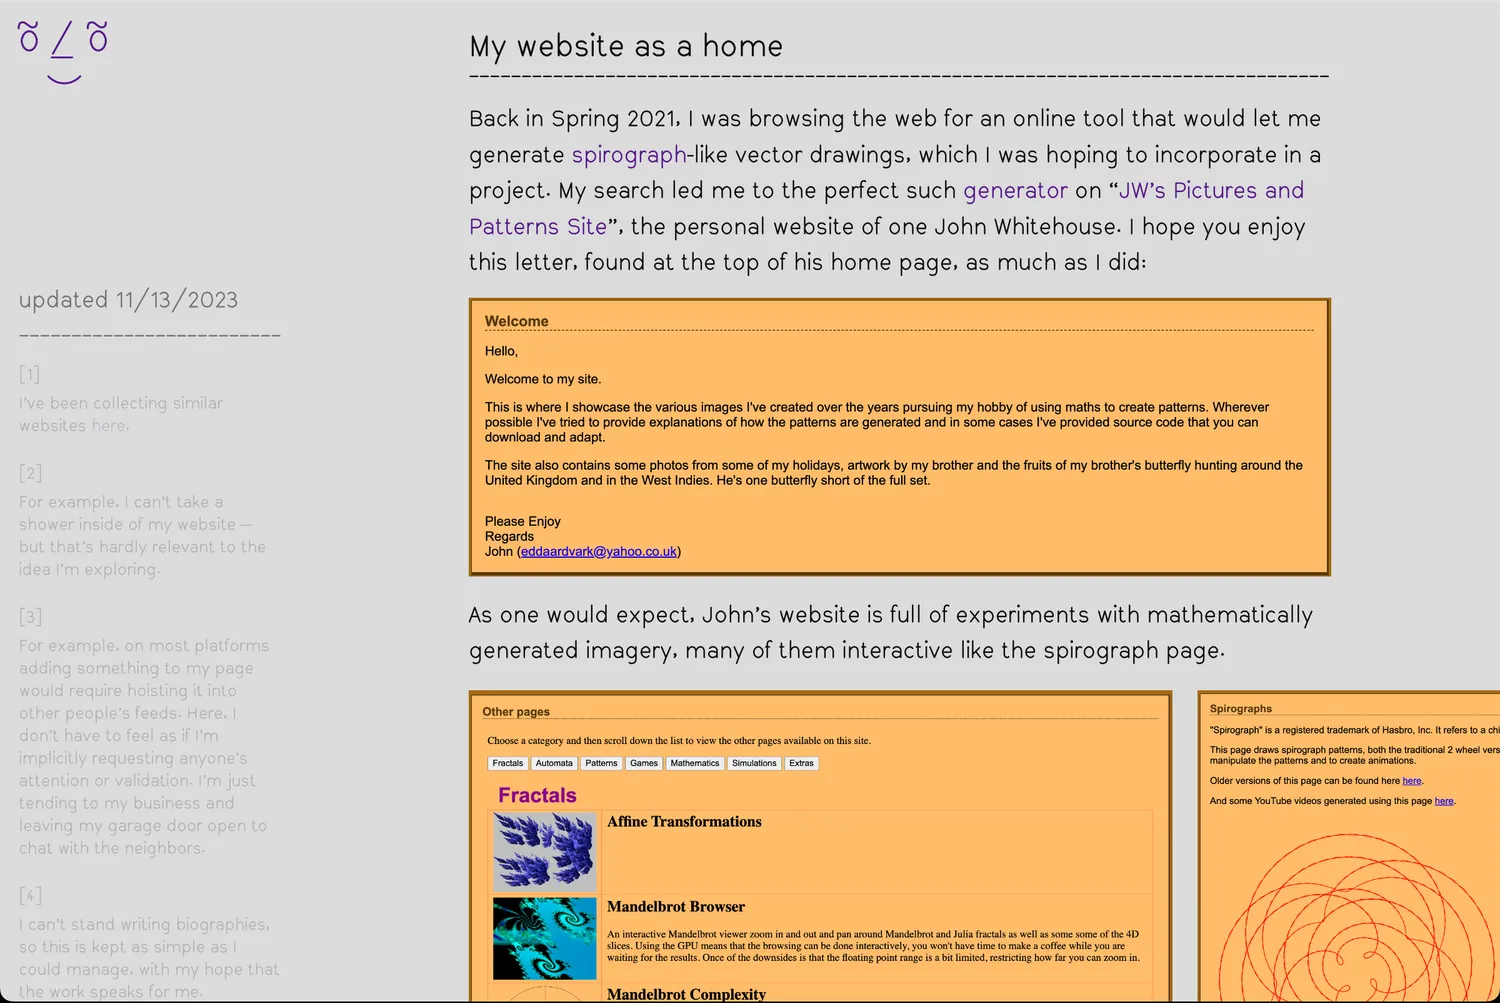 My website as a home
Back in Spring 2021, I was browsing the web for an online tool that would let me
generate spirograph-like vector drawings, which I was hoping to incorporate in a
project. My search led me to the perfect such generator on “JW’s Pictures and
Patterns Site”, the personal website of one John Whitehouse. I hope you enjoy
this letter, found at the top of his home page, as much as I did:
Welcome
Hello,
Welcome to my site.
This is where I showcase the various images I've created over the years pursuing my hobby of using maths to create patterns. Wherever
possible I've tried to provide explanations of how the patterns are generated and in some cases I've provided source code that you can
download and adapt.
The site also contains some photos from some of my holidays, artwork by my brother and the fruits of my brother's butterfly hunting around the
United Kingdom and in the West Indies. He's one butterfly short of the full set.
Please Enjoy
Regards
John (eddaardvark@yahoo.co.uk)
As one would expect, John’s website is full of experiments with mathematically
generated imagery, many of them interactive like the spirograph page.
Other pages
Choose a category and then scroll down the list to view the other pages available on this site.
Fractals Automata Patterns Games Mathematics Simulations Extras
Fractals
Affine Transformations
Mandelbrot Browser
An interactive Mandelbrot viewer zoom in and out and pan around Mandelbrot and Julia fractals as well as some some of the 4D
slices. Using the GPU means that the browsing can be done interactively, you won't have time to make a coffee while you are
waiting for the results. Once of the downsides is that the floating point range is a bit limited, restricting how far you can zoom in.
Mandelbrot Complexity
Spirographs
"Spirograph" is a registered trademark of Hasbro, Inc. It refers to a
This page draws spirograph patterns, both the traditional 2 wheel
manipulate the patterns and to create animations.
Older versions of this page can be found here here.
And some YouTube videos generated using this page here.
updated 11/13/2023
[1]
I’ve been collecting similar
websites here.
[2]
For example, I can’t take a
shower inside of my website —
but that’s hardly relevant to the
idea I’m exploring.
[3]
For example, on most platforms
adding something to my page
would require hoisting it into
other people’s feeds. Here, I
don’t have to feel as if I’m
implicitly requesting anyone’s
attention or validation. I’m just
tending to my business and
leaving my garage door open to
chat with the neighbors.
[4]
I can’t stand writing biographies,
so this is kept as simple as I
could manage, with my hope that
the work speaks for me.